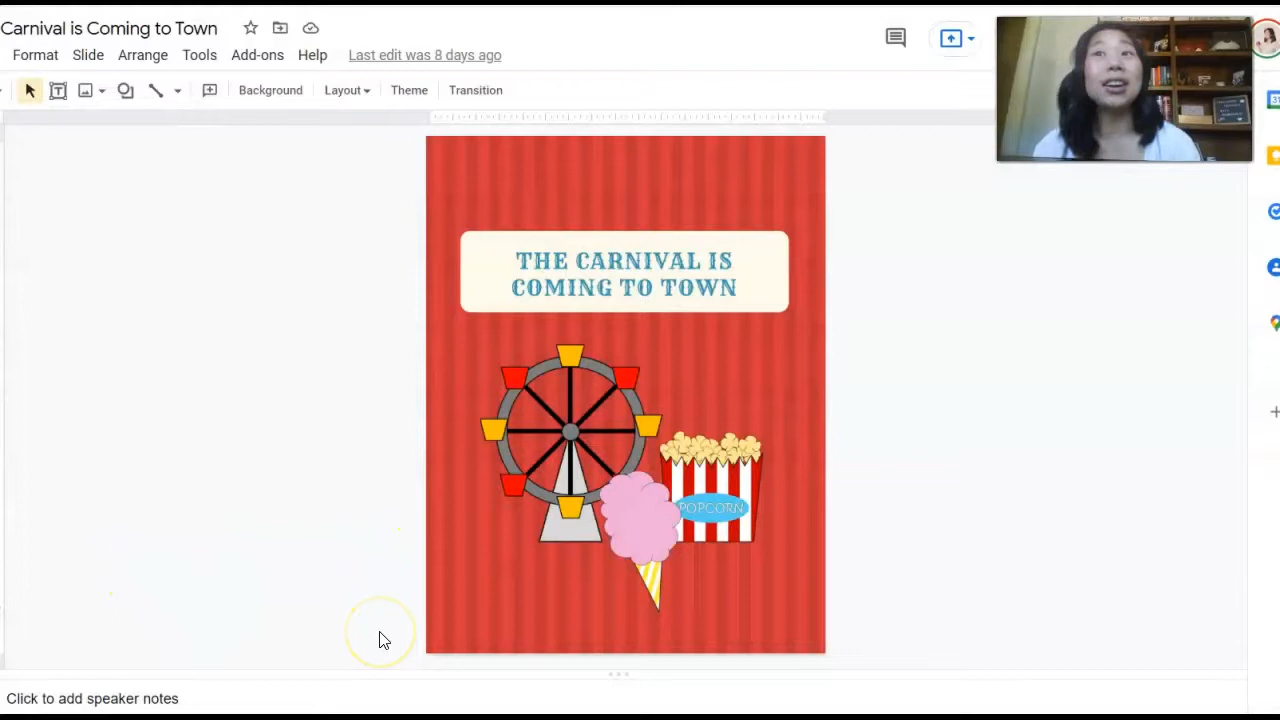 Carnival is Coming to Town
Format Slide Arrange Tools Add-ons Help Last edit was 8 days ago
Background Layout Theme Transition
THE CARNIVAL IS
COMING TO TOWN
POPCORN
Click to add speaker notes